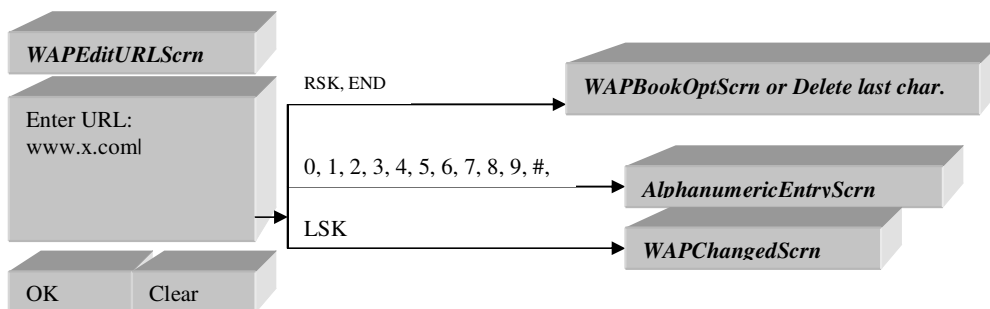 WAPEditURLScrn
Enter URL:
www.x.com
OK
Clear
RSK, END
WAPBookOptScrn or Delete last char.
0, 1, 2, 3, 4, 5, 6, 7, 8, 9, #,
AlphanumericEntryScrn
LSK
WAPChangedScrn